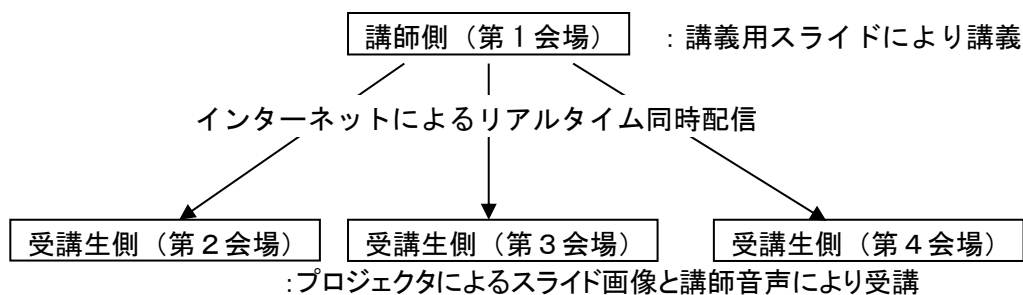 講師側（第１会場） ：講義用スライドにより講義
インターネットによるリアルタイム同時配信
受講生側（第２会場） 受講生側（第３会場） 受講生側（第４会場）
：プロジェクタによるスライド画像と講師音声により受講